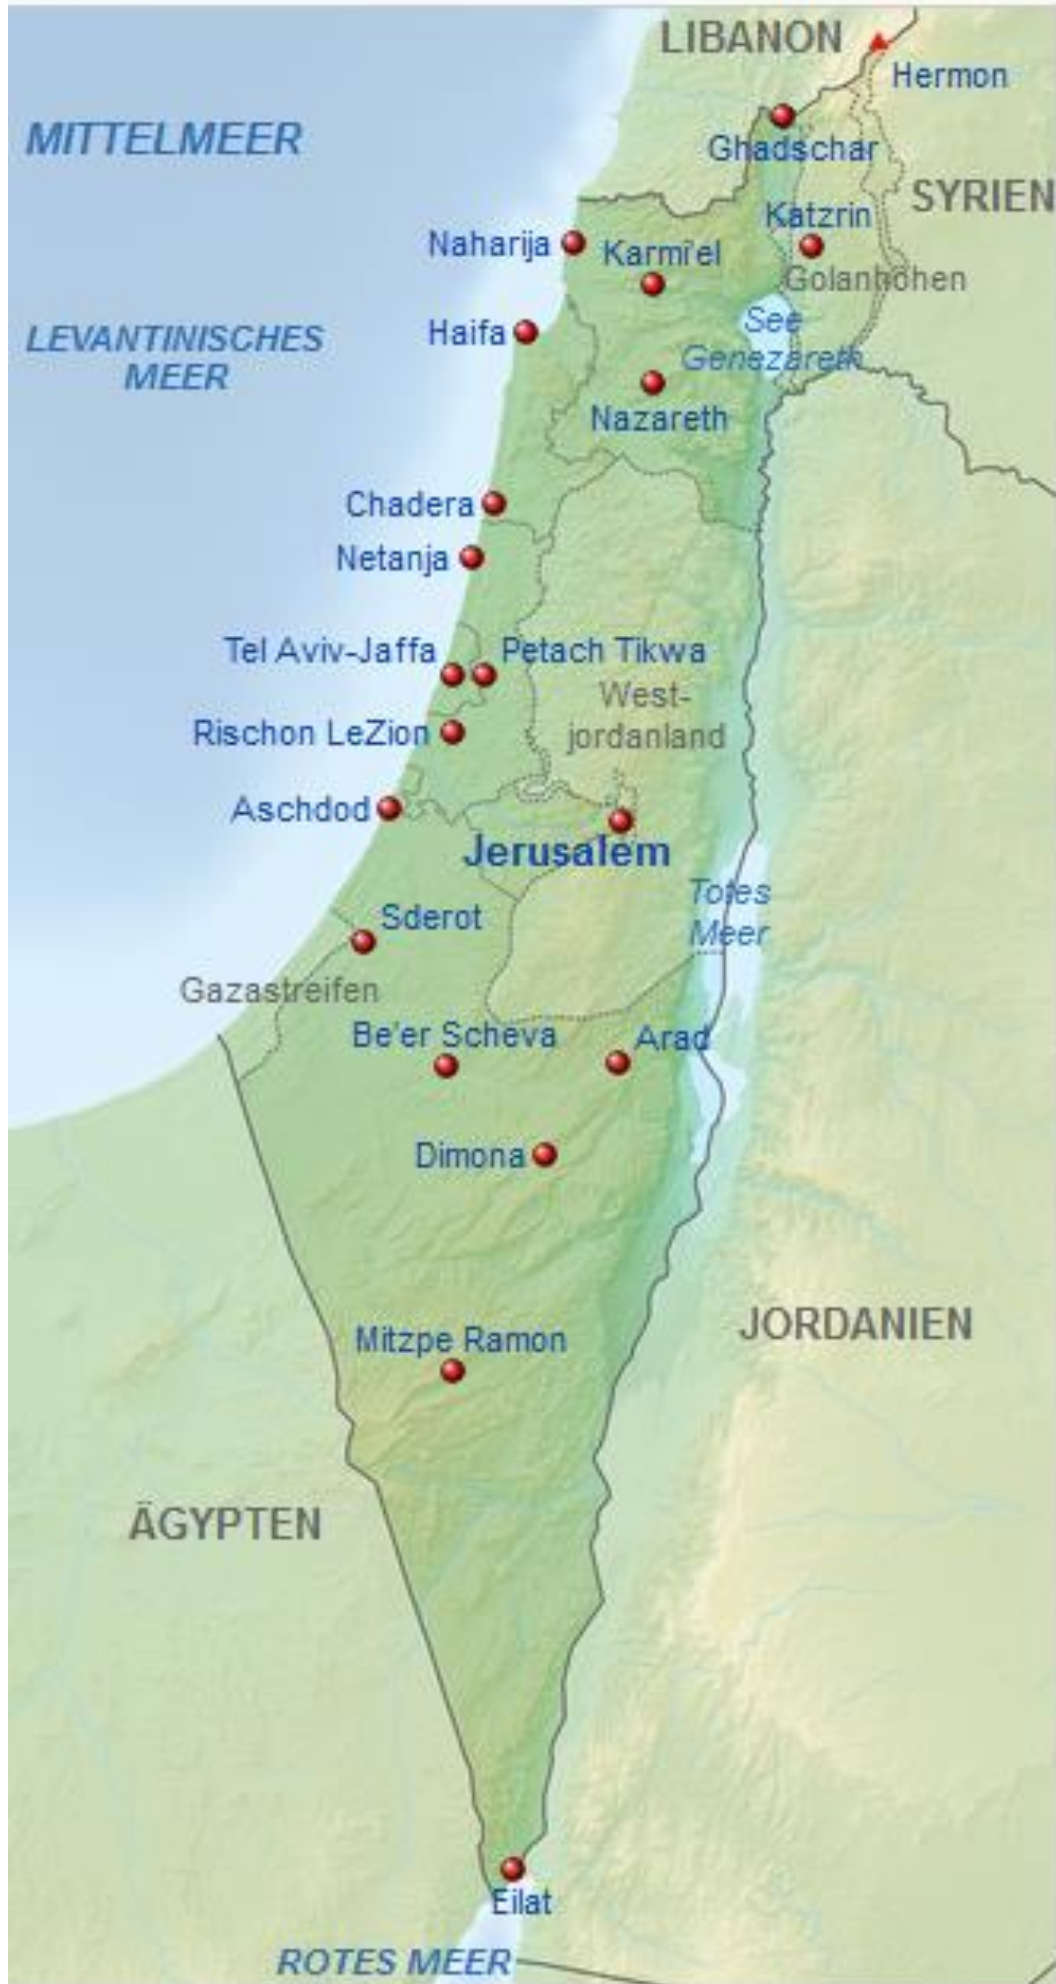 LIBANON
Hermon
MITTELMEER
Ghadschar
SYRIEN
Katzrin
Naharija
Karmi'el
Golanhöhen
See
Genezareth
Haifa
LEVANTINISCHES
MEER
Nazareth
Chadera
Netanja
Tel Aviv-Jaffa
Petach Tikwa
West-
jordanland
Rischon LeZion
Aschdod
Jerusalem
Totes
Meer
Sderot
Gazastreifen
Be'er Scheva
Arad
Dimona
JORDANIEN
Mitzpe Ramon
ÄGYPTEN
Eilat
ROTES MEER